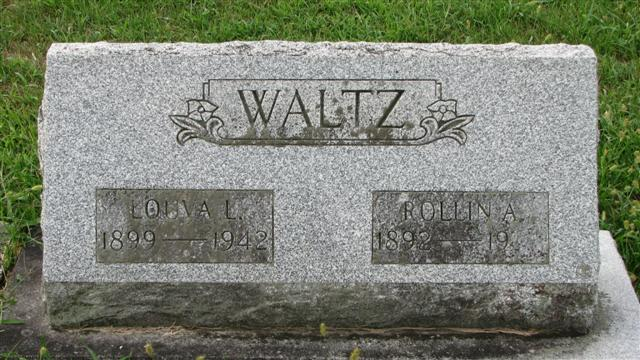 WALTZ
LOUVA L.
1899 — 1942
ROLLIN A.
1892 — 19